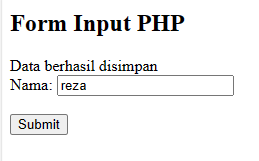 Form Input PHP
Data berhasil disimpan
Nama: reza
Submit